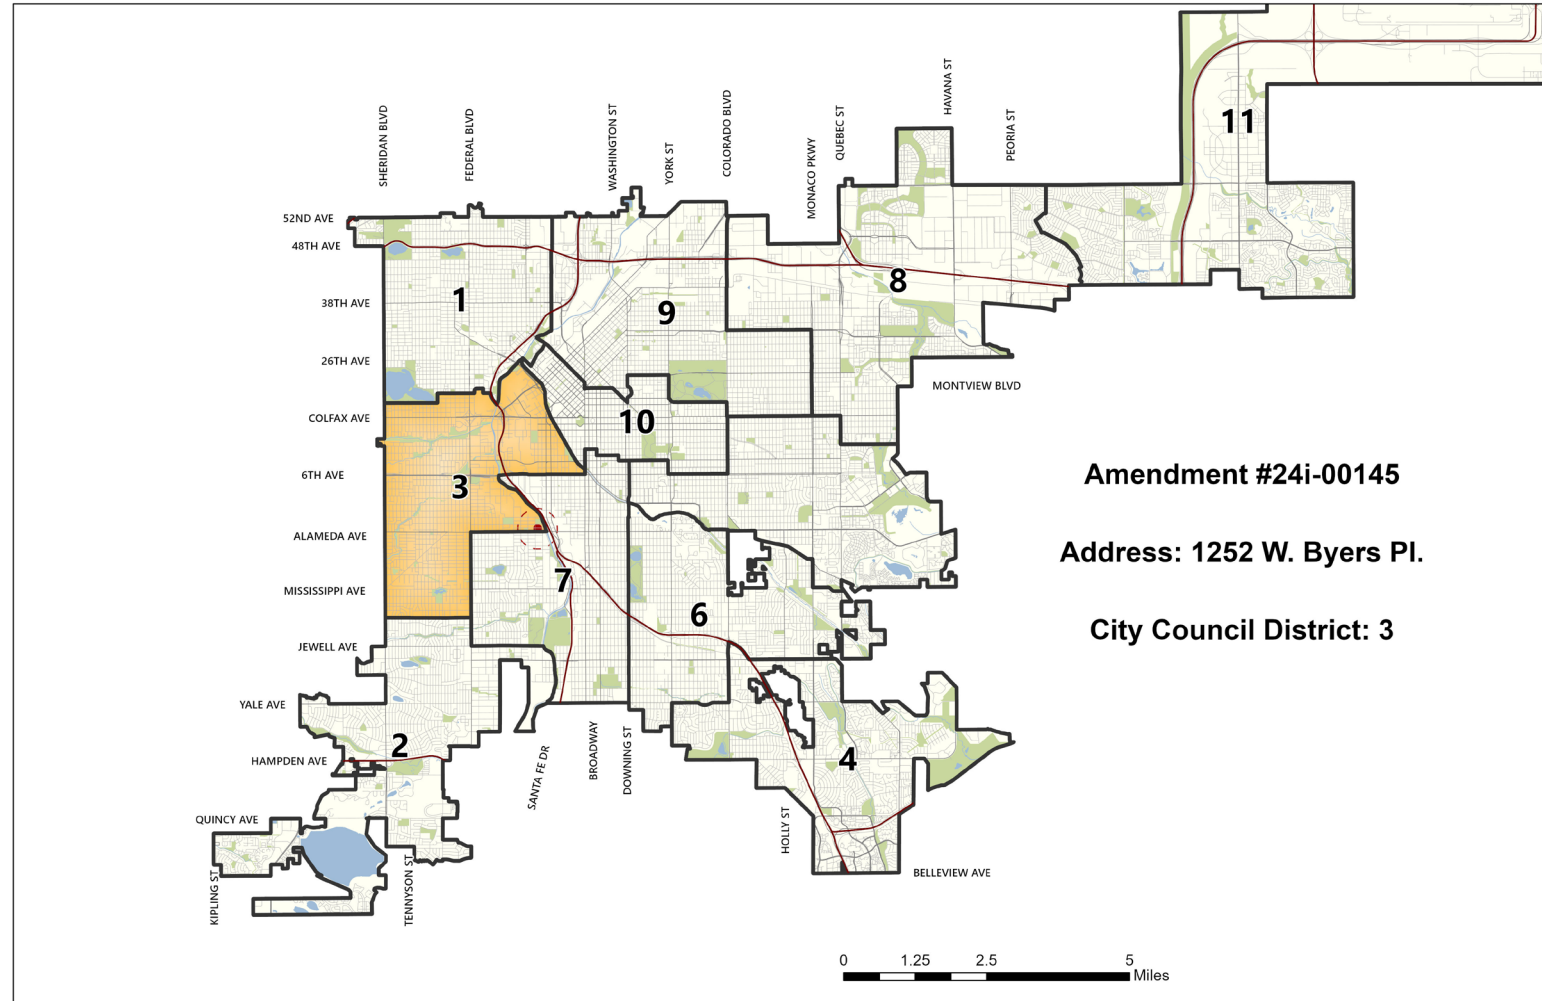 SHERIDAN BLVD
FEDERAL BLVD
WASHINGTON ST
YORK ST
COLORADO BLVD
MONACO PKWY
QUEBEC ST
HAVANA ST
PEORIA ST
11
52ND AVE
48TH AVE
8
1
38TH AVE
9
26TH AVE
MONTVIEW BLVD
COLFAX AVE
10
6TH AVE
3
Amendment #24i-00145
ALAMEDA AVE
Address: 1252 W. Byers Pl.
7
MISSISSIPPI AVE
6
City Council District: 3
JEWELL AVE
YALE AVE
2
4
HAMPDEN AVE
SANTA FE DR
BROADWAY
DOWNING ST
QUINCY AVE
HOLLY ST
BELLEVIEW AVE
KIPLING ST
TENNYSON ST
0 1.25 2.5 5
Miles